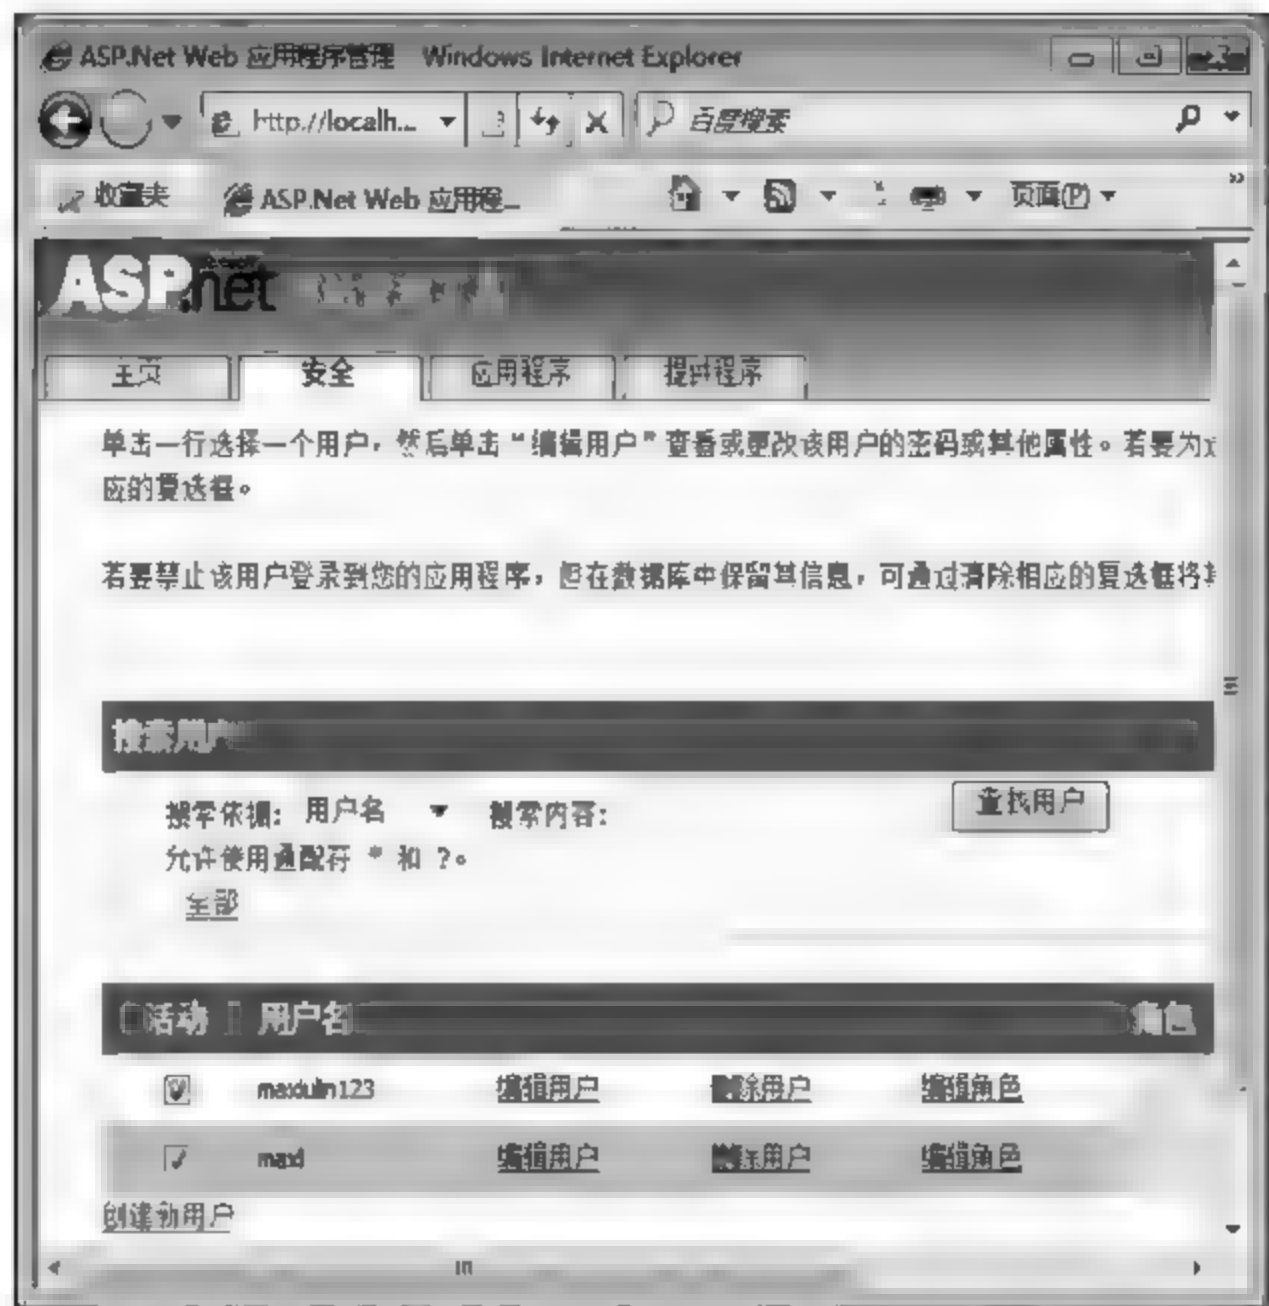 ASP.Net Web 应用程序管理 Windows Internet Explorer
http://localh... 百度搜索
收藏夹 ASP.Net Web 应用程... 页面(P)
ASP.net
主页 安全 应用程序 提供程序
单击一行选择一个用户,然后单击“编辑用户”查看或更改该用户的密码或其他属性。若要为
应的复选框。
若要禁止该用户登录到您的应用程序,但在数据库中保留其信息,可通过清除相应的复选框将其
搜索用户
搜索依据: 用户名 搜索内容: 查找用户
允许使用通配符 * 和 ?。
全部
活动 用户名 角色
编辑用户 删除用户 编辑角色
编辑用户 删除用户 编辑角色
创建新用户